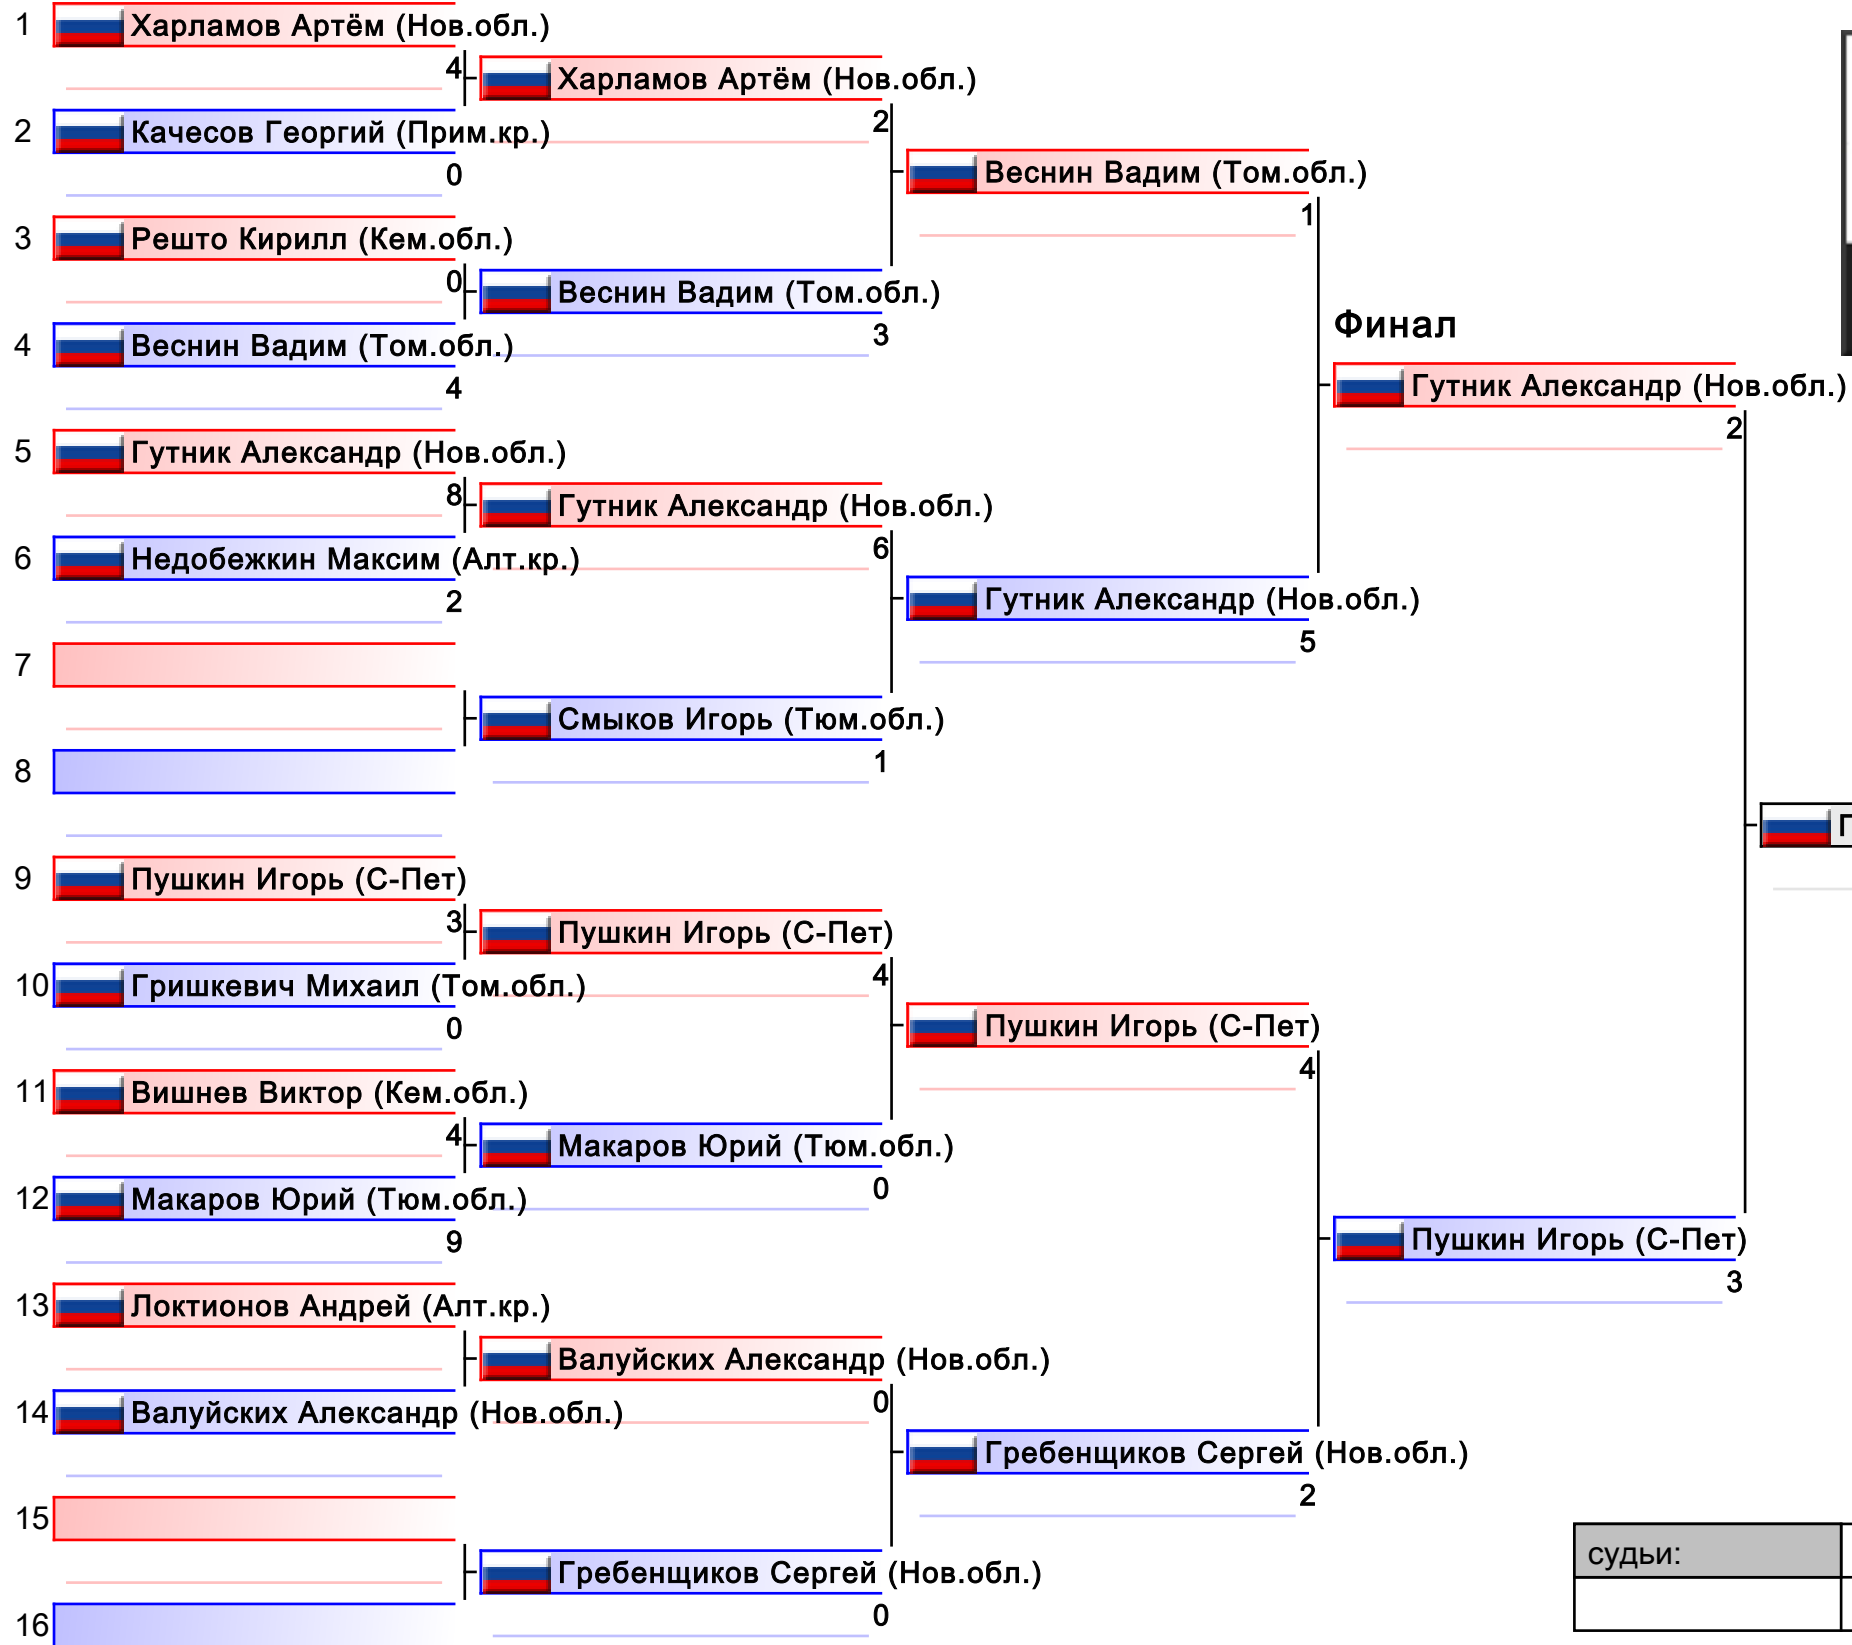 1 Харламов Артём (Нов.обл.)
4
2 Качесов Георгий (Прим.кр.)
0
3 Решто Кирилл (Кем.обл.)
0
4 Веснин Вадим (Том.обл.)
4
5 Гутник Александр (Нов.обл.)
8
6 Недобежкин Максим (Алт.кр.)
2
7
8
9 Пушкин Игорь (С-Пет)
3
10 Гришкевич Михаил (Том.обл.)
0
11 Вишнев Виктор (Кем.обл.)
4
12 Макаров Юрий (Тюм.обл.)
9
13 Локтионов Андрей (Алт.кр.)
14 Валуйских Александр (Нов.обл.)
15
16
Харламов Артём (Нов.обл.)
2
Веснин Вадим (Том.обл.)
3
Гутник Александр (Нов.обл.)
6
Смыков Игорь (Тюм.обл.)
1
Пушкин Игорь (С-Пет)
4
Макаров Юрий (Тюм.обл.)
0
Валуйских Александр (Нов.обл.)
0
Гребенщиков Сергей (Нов.обл.)
0
Веснин Вадим (Том.обл.)
1
Гутник Александр (Нов.обл.)
5
Пушкин Игорь (С-Пет)
4
Гребенщиков Сергей (Нов.обл.)
2
Финал
Гутник Александр (Нов.обл.)
2
Пушкин Игорь (С-Пет)
3
судьи: